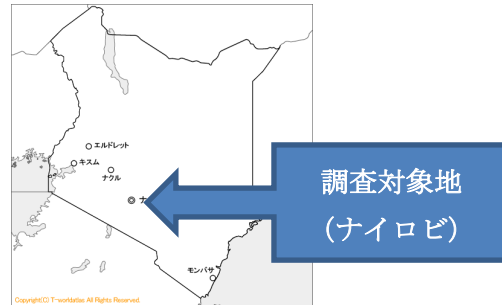 エルドレット
キスム
ナクル
調査対象地
(ナイロビ)
モンバサ
Copyright(C) T-worldatlas All Rights Reserved.